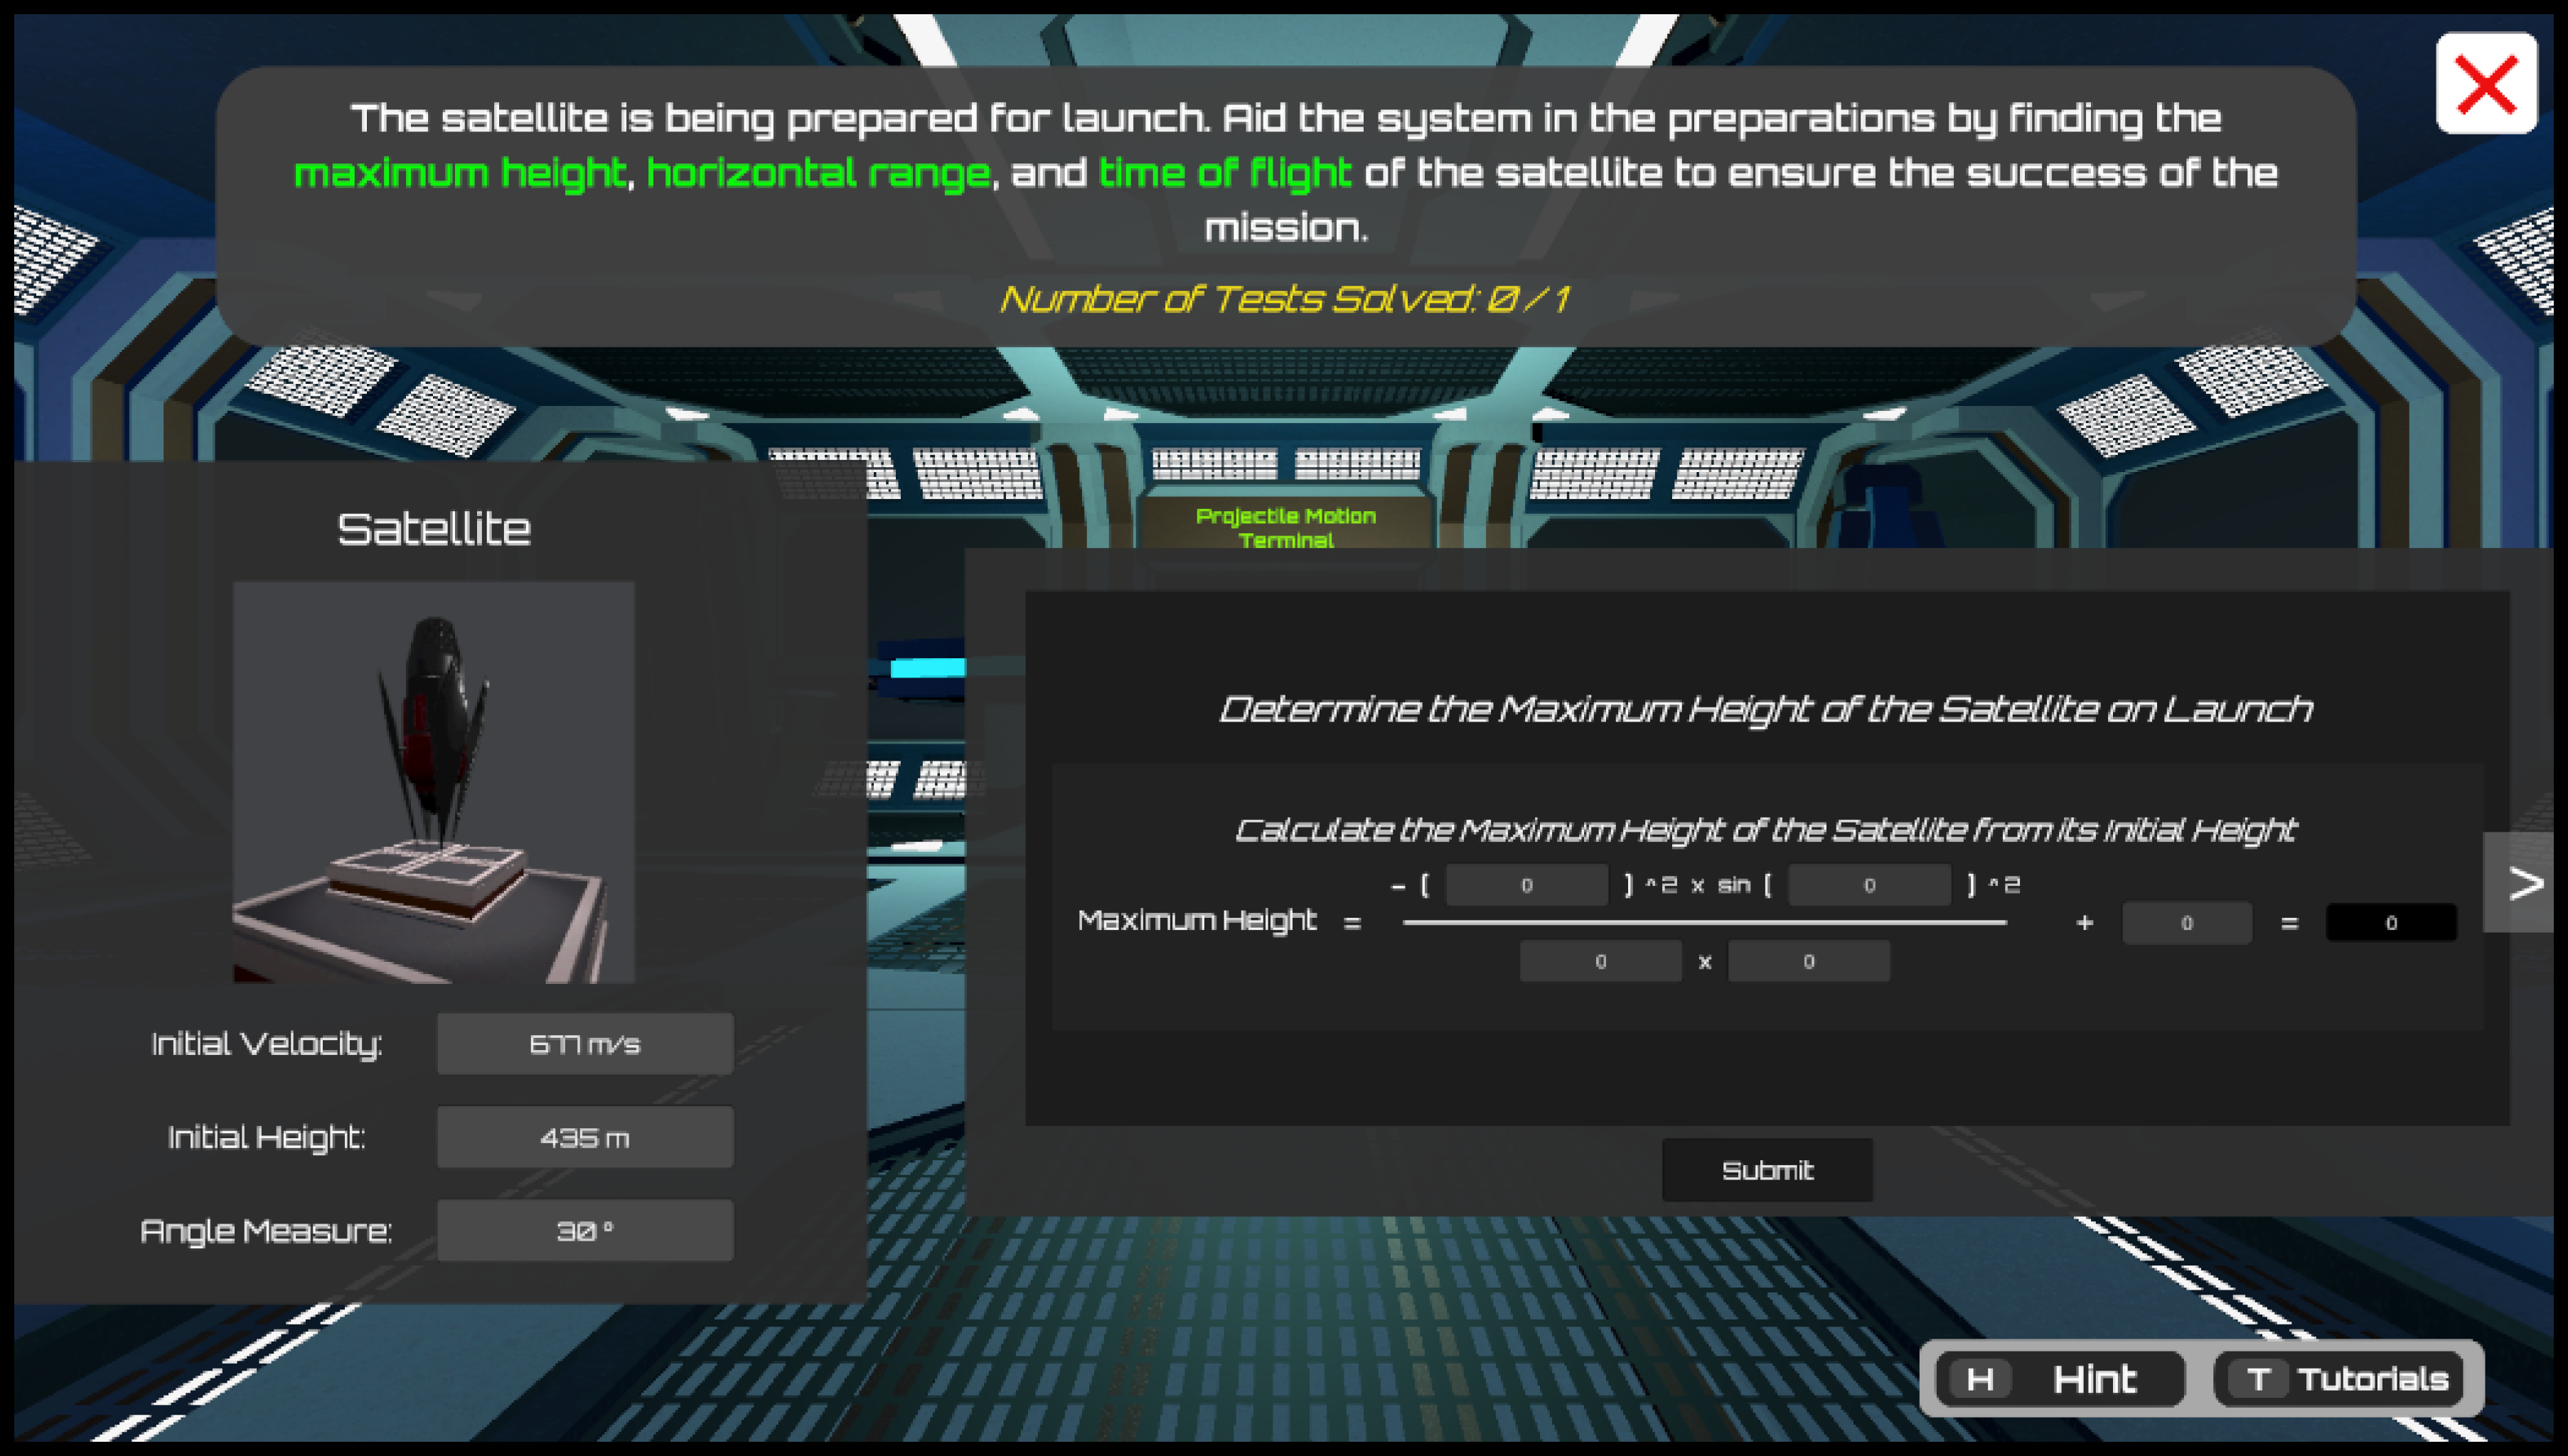 The satellite is being prepared for launch. Aid the system in the preparations by finding the
maximum height, horizontal range, and time of flight of the satellite to ensure the success of the
mission.
Number of Tests Solved: 0 / 1
Projectile Motion
Terminal
Satellite
Initial Velocity: 677 m/s
Initial Height: 435 m
Angle Measure: 30 °
Determine the Maximum Height of the Satellite on Launch
Calculate the Maximum Height of the Satellite from its Initial Height
- ( 0 ) ^2 x sin ( 0 ) ^2
Maximum Height = + 0 = 0
0 x 0
>
Submit
H Hint T Tutorials